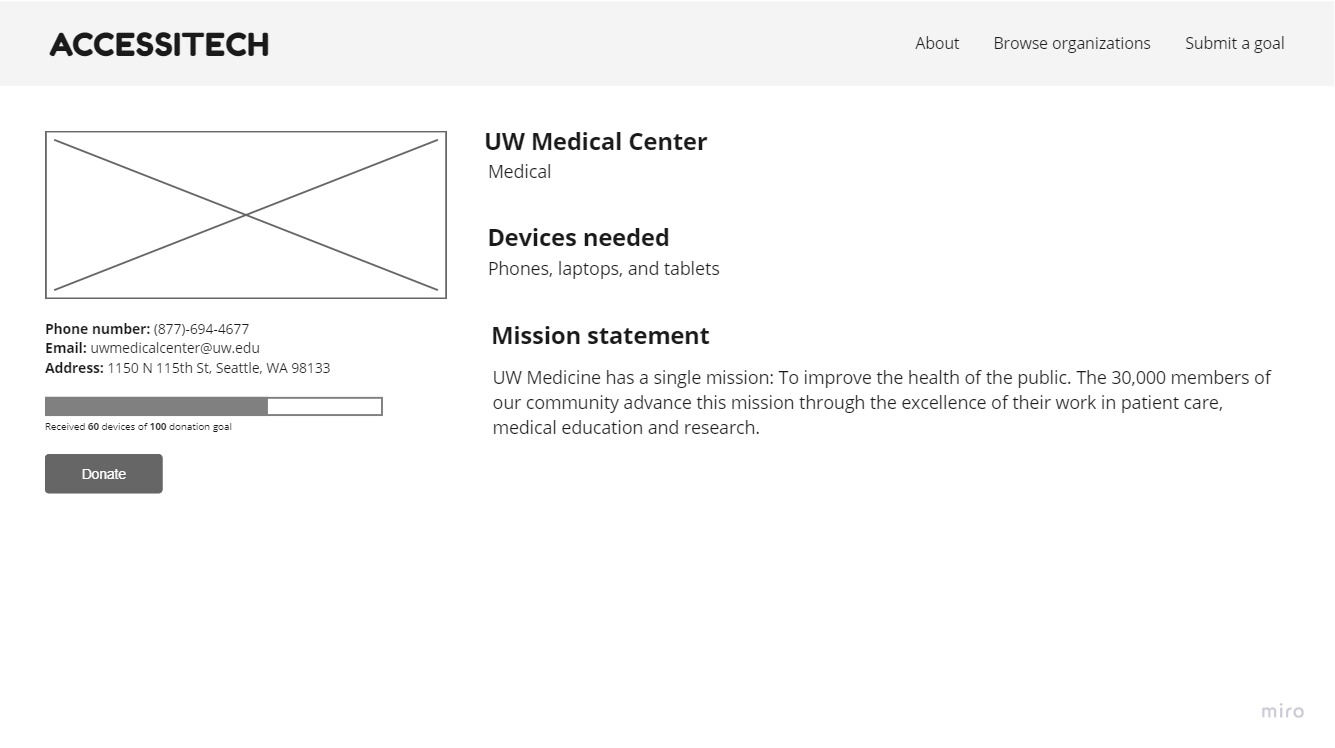 ACCESSITECH
About
Browse organizations
Submit a goal
UW Medical Center
Medical
Devices needed
Phones, laptops, and tablets
Phone number: (877)-694-4677
Email: uwmedicalcenter@uw.edu
Address: 1150 N 115th St, Seattle, WA 98133
Received 60 devices of 100 donation goal
Donate
Mission statement
UW Medicine has a single mission: To improve the health of the public. The 30,000 members of
our community advance this mission through the excellence of their work in patient care,
medical education and research.
miro